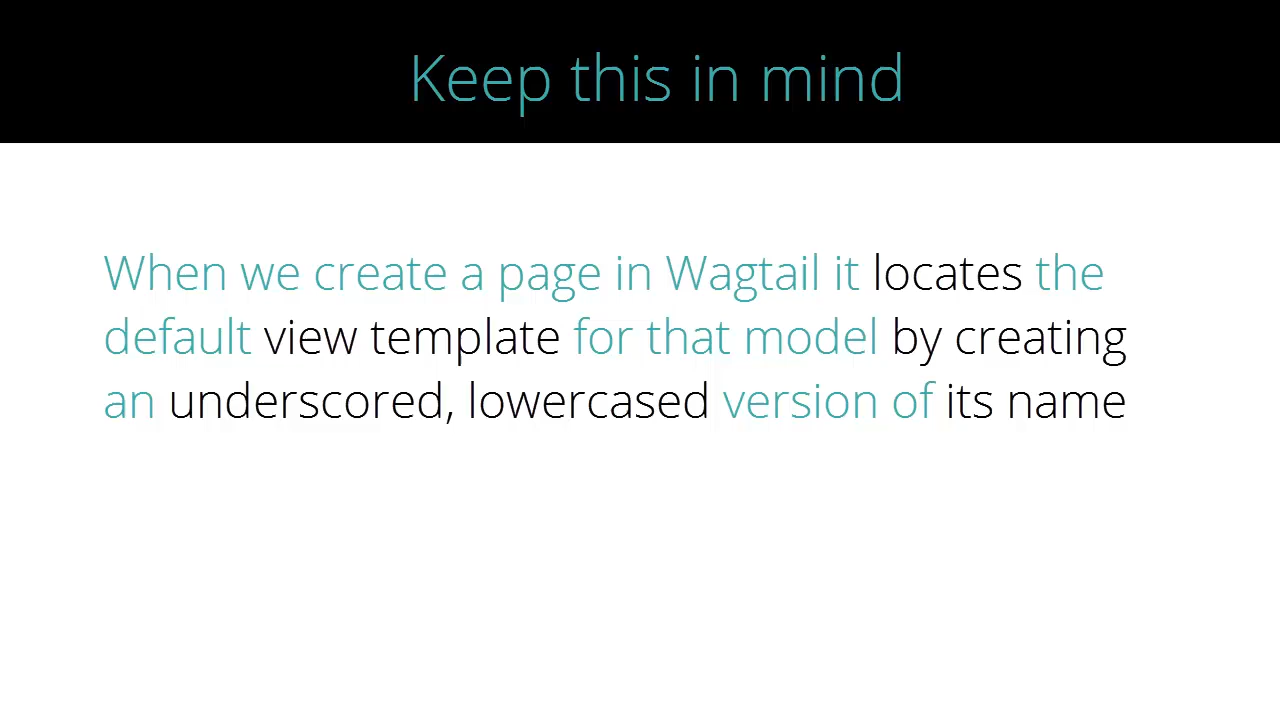 Keep this in mind
When we create a page in Wagtail it locates the
default view template for that model by creating
an underscored, lowercased version of its name